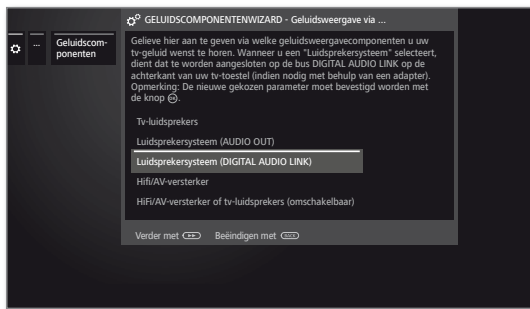 GELUIDSCOMPONENTENWIZARD - Geluidsweergave via ...
... Geluidscom-
ponenten
Gelieve hier aan te geven via welke geluidsweergavecomponenten u uw
tv-geluid wenst te horen. Wanneer u een "Luidsprekersysteem" selecteert,
dient dat te worden aangesloten op de bus DIGITAL AUDIO LINK op de
achterkant van uw tv-toestel (indien nodig met behulp van een adapter).
Opmerking: De nieuwe gekozen parameter moet bevestigd worden met
de knop OK.
Tv-luidsprekers
Luidsprekersysteem (AUDIO OUT)
Luidsprekersysteem (DIGITAL AUDIO LINK)
Hifi/AV-versterker
HiFi/AV-versterker of tv-luidsprekers (omschakelbaar)
Verder met Beëindigen met BACK